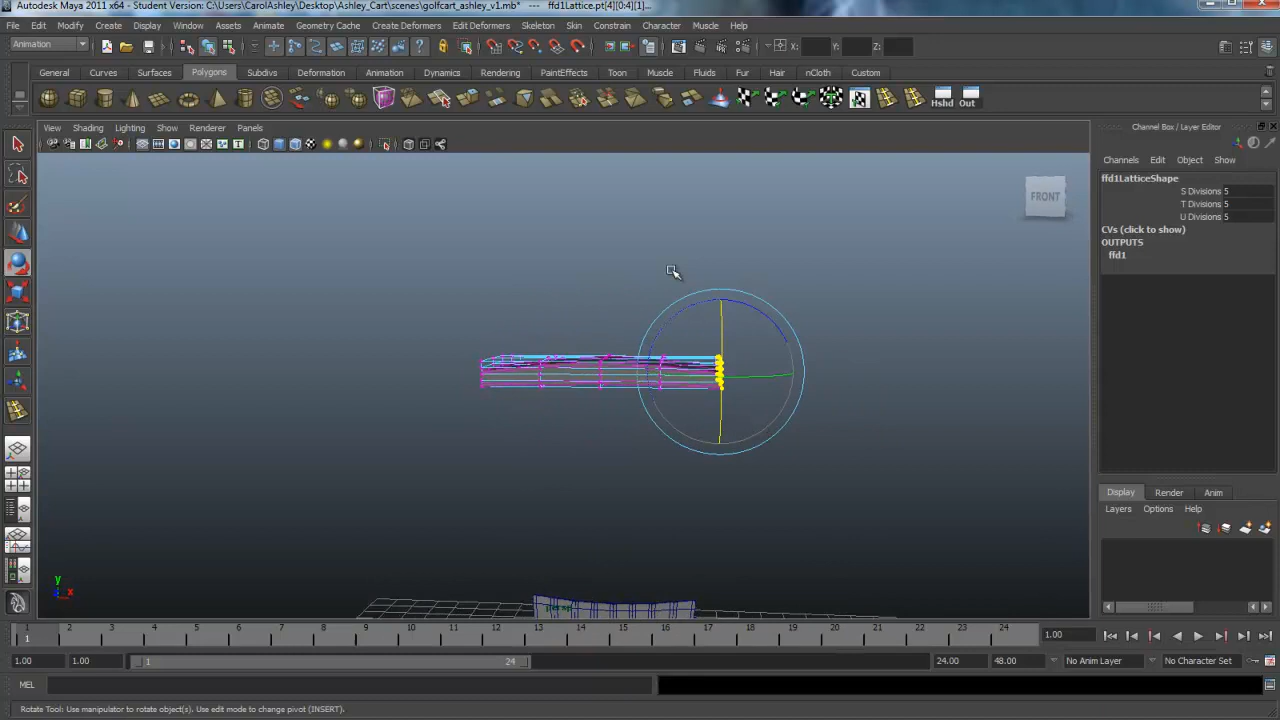 Autodesk Maya 2011 x64 - Student Version: C:\Users\CarolAshley\Desktop\Ashley_Cart\scenes\golfcart_ashley_v1.mb* --- ffd1Lattice.pt[4][0:4][1]...
File Edit Modify Create Display Window Assets Animate Geometry Cache Create Deformers Edit Deformers Skeleton Skin Constrain Character Muscle Help
Animation X: Y: Z:
General Curves Surfaces Polygons Subdivs Deformation Animation Dynamics Rendering PaintEffects Toon Muscle Fluids Fur Hair nCloth Custom
Hshd Out
View Shading Lighting Show Renderer Panels
Channel Box / Layer Editor
Channels Edit Object Show
ffd1LatticeShape
S Divisions 5
T Divisions 5
U Divisions 5
CVs (click to show)
OUTPUTS
ffd1
FRONT
Display Render Anim
Layers Options Help
y
x
persp
1 2 3 4 5 6 7 8 9 10 11 12 13 14 15 16 17 18 19 20 21 22 23 24
1
1.00
1.00 1.00 1 24 24.00 48.00 No Anim Layer No Character Set
MEL
Rotate Tool: Use manipulator to rotate object(s). Use edit mode to change pivot (INSERT).